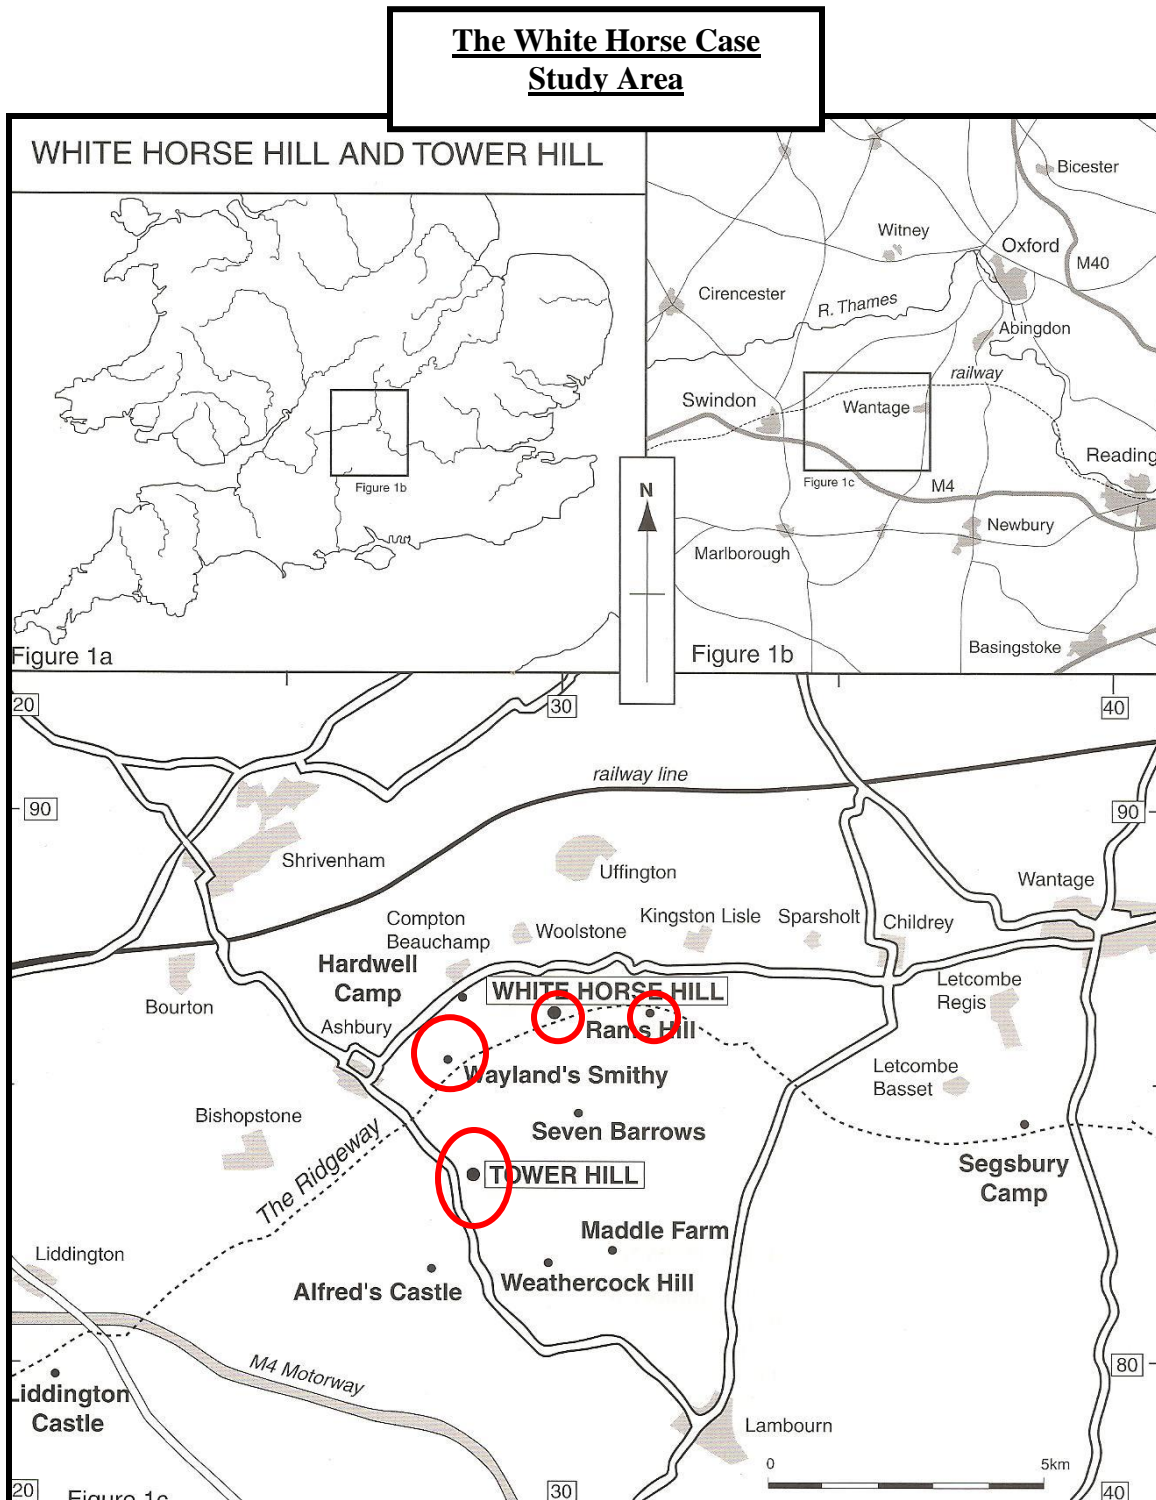 The White Horse Case
Study Area
WHITE HORSE HILL AND TOWER HILL
Figure 1b
Figure 1a
Bicester
Witney
Oxford
M40
Cirencester
R. Thames
Abingdon
railway
Swindon
Wantage
Reading
Figure 1c
M4
Newbury
Marlborough
Basingstoke
Figure 1b
N
20
30
40
railway line
90
90
Shrivenham
Uffington
Wantage
Compton
Beauchamp
Woolstone
Kingston Lisle
Sparsholt
Childrey
Hardwell
Camp
WHITE HORSE HILL
Letcombe
Regis
Bourton
Ashbury
Rams Hill
Wayland's Smithy
Letcombe
Basset
Bishopstone
Seven Barrows
The Ridgeway
TOWER HILL
Segsbury
Camp
Maddle Farm
Liddington
Alfred's Castle
Weathercock Hill
M4 Motorway
80
Liddington
Castle
Lambourn
0
5km
20
Figure 1c
30
40